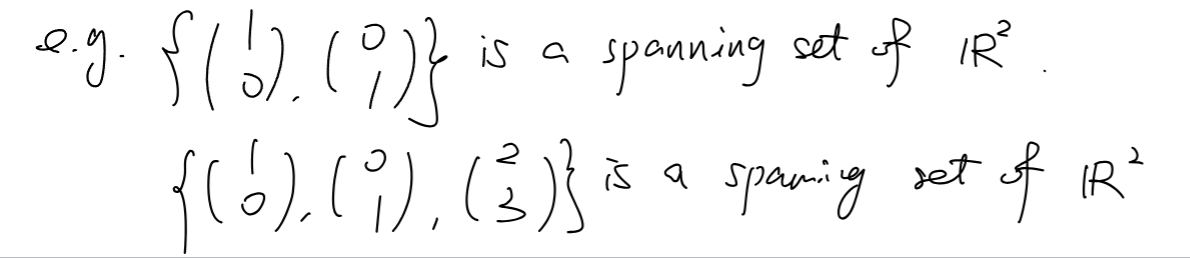 e.g. {(1 0), (0 1)} is a spanning set of ℝ².
{(1 0), (0 1), (2 3)} is a spaming set of ℝ²